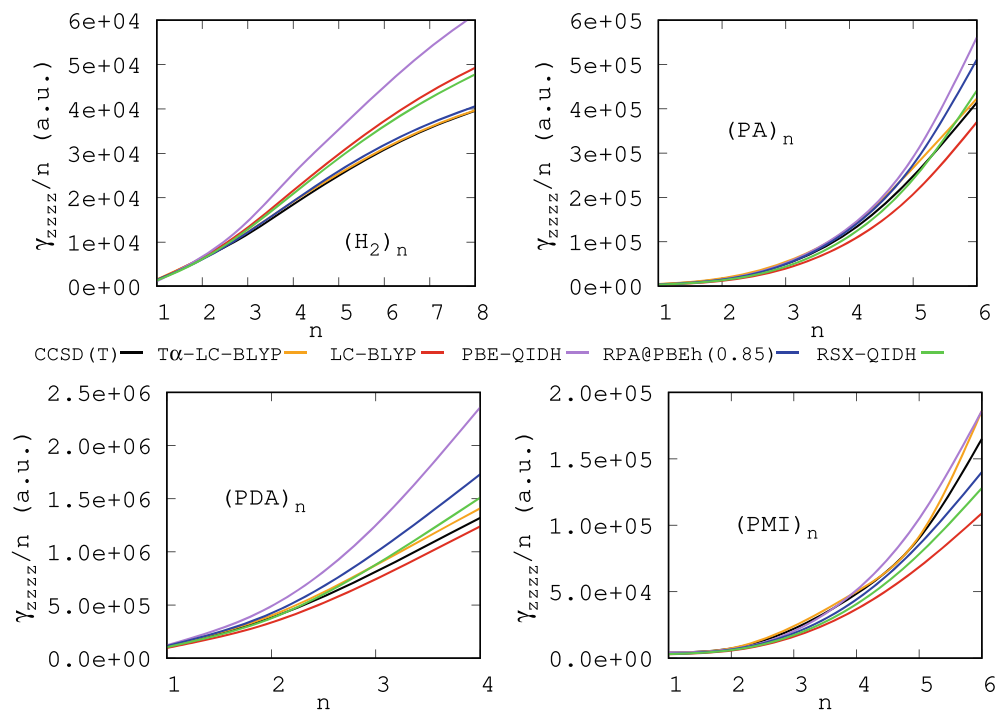 γzzzz/n (a.u.)
6e+04
5e+04
4e+04
3e+04
2e+04
1e+04
0e+00
(H2)n
1 2 3 4 5 6 7 8
n
γzzzz/n (a.u.)
6e+05
5e+05
4e+05
3e+05
2e+05
1e+05
0e+00
(PA)n
1 2 3 4 5 6
n
CCSD(T) Tα-LC-BLYP LC-BLYP PBE-QIDH RPA@PBEh(0.85) RSX-QIDH
γzzzz/n (a.u.)
2.5e+06
2.0e+06
1.5e+06
1.0e+06
5.0e+05
0.0e+00
(PDA)n
1 2 3 4
n
γzzzz/n (a.u.)
2.0e+05
1.5e+05
1.0e+05
5.0e+04
0.0e+00
(PMI)n
1 2 3 4 5 6
n